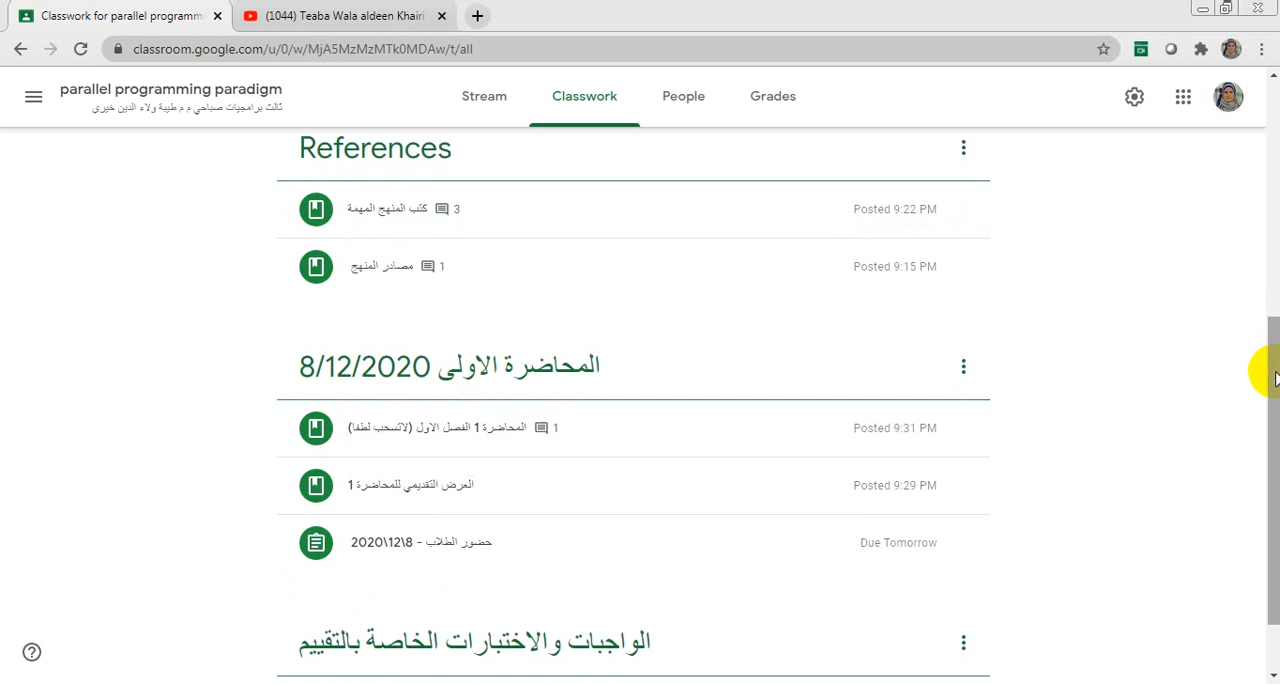 Classwork for parallel programm
(1044) Teaba Wala aldeen Khairi
classroom.google.com/u/0/w/MjA5MzMzMTk0MDAw/t/all
parallel programming paradigm
ثالث برامجيات صباحي م م طيبة ولاء الدين خيري
Stream
Classwork
People
Grades
References
كتب المنهج المهمة 3
Posted 9:22 PM
مصادر المنهج 1
Posted 9:15 PM
المحاضرة الاولى 8/12/2020
المحاضرة 1 الفصل الاول (لاتسحب لطفا) 1
Posted 9:31 PM
العرض التقديمي للمحاضرة 1
Posted 9:29 PM
حضور الطلاب - 8\12\2020
Due Tomorrow
الواجبات والاختبارات الخاصة بالتقييم